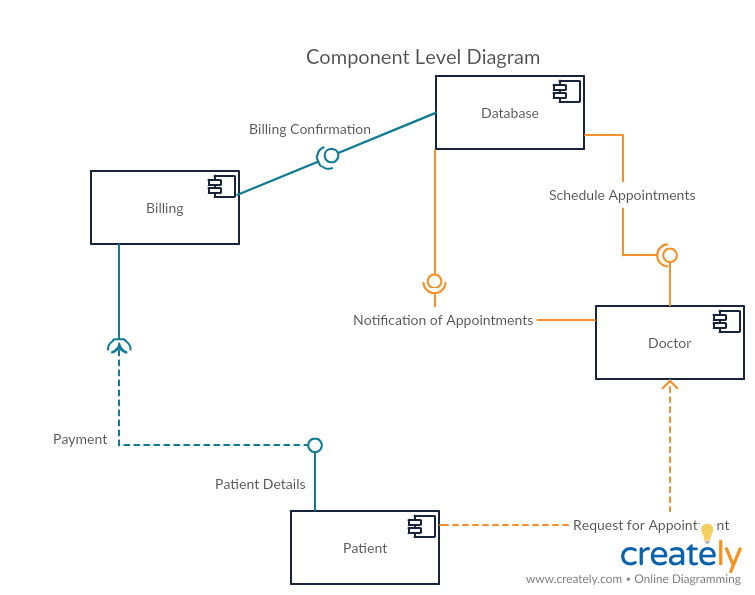 Component Level Diagram
Database
Billing Confirmation
Billing
Schedule Appointments
Notification of Appointments
Doctor
Payment
Patient Details
Request for Appoint nt
Patient
creately
www.creately.com • Online Diagramming